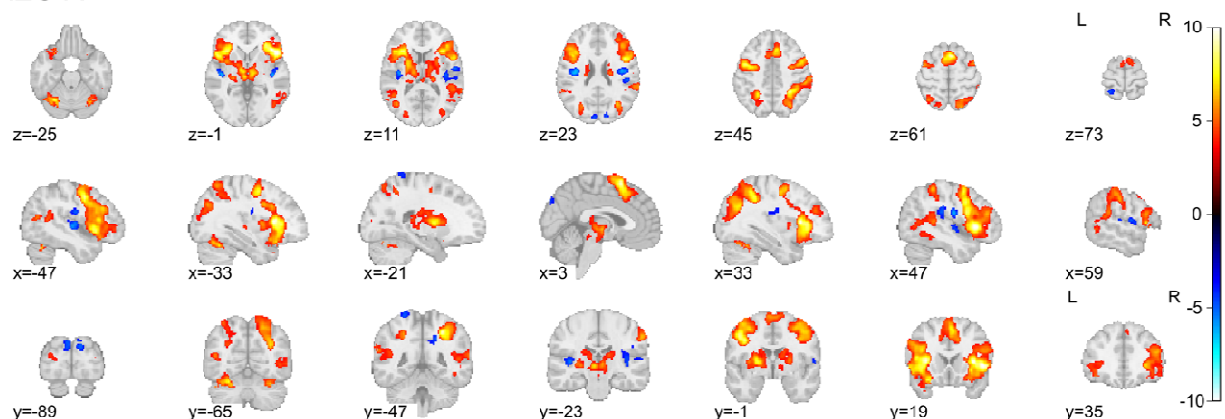 L R
10
z=-25 z=-1 z=11 z=23 z=45 z=61 z=73
5
x=-47 x=-33 x=-21 x=3 x=33 x=47 x=59
0
L R
-5
y=-89 y=-65 y=-47 y=-23 y=-1 y=19 y=35
-10